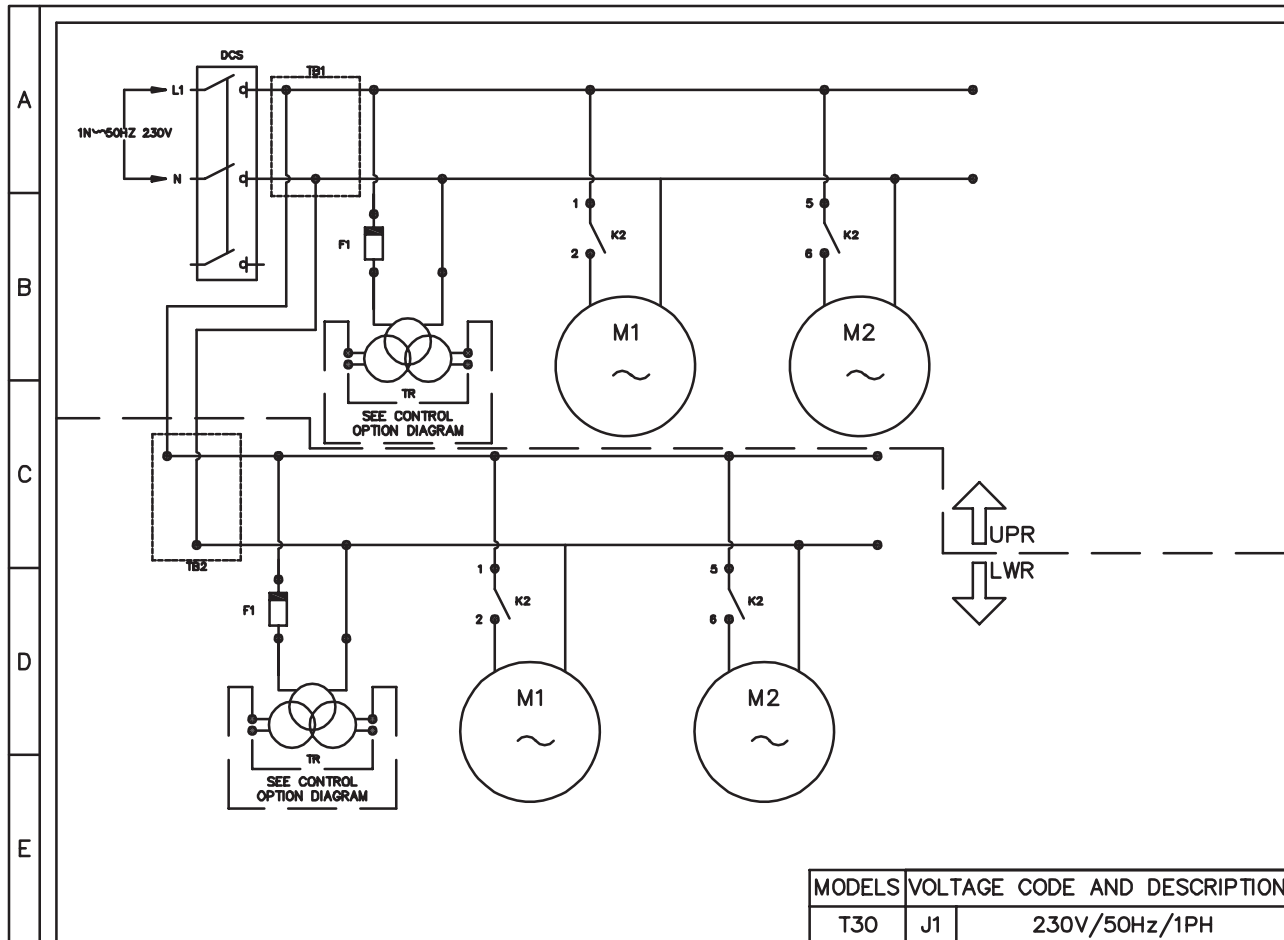 DCS
TB1
A
L1
1N~50HZ 230V
N
1
K2
2
5
K2
6
F1
B
M1
M2
TR
SEE CONTROL
OPTION DIAGRAM
C
UPR
LWR
TB2
1
K2
2
5
K2
6
F1
D
M1
M2
TR
SEE CONTROL
OPTION DIAGRAM
E
MODELS VOLTAGE CODE AND DESCRIPTION
T30 J1 230V/50Hz/1PH